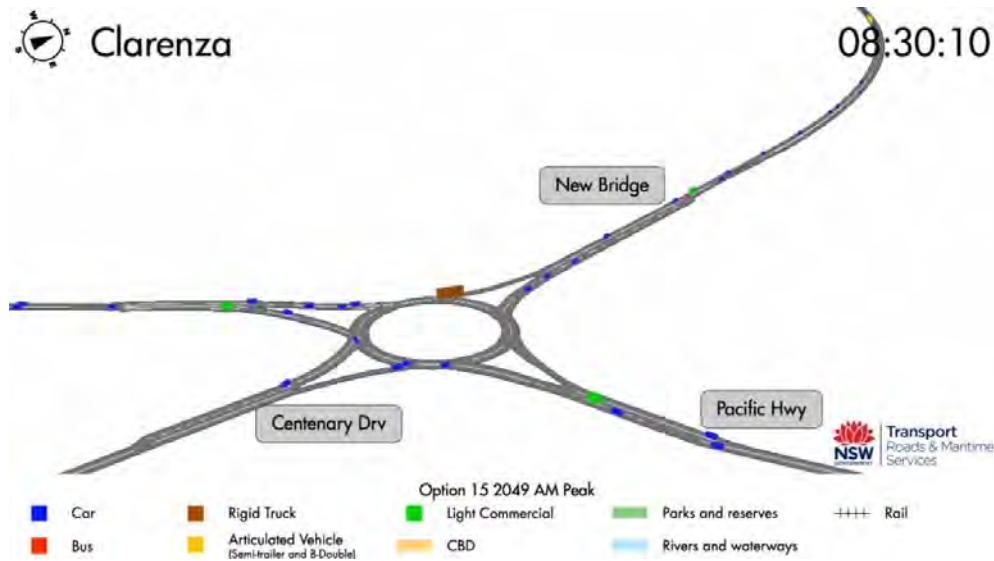 Clarenza
08:30:10
New Bridge
Centenary Drv
Pacific Hwy
NSW
GOVERNMENT
Transport
Roads & Maritime
Services
Option 15 2049 AM Peak
Car
Rigid Truck
Light Commercial
Parks and reserves
Rail
Bus
Articulated Vehicle
(Semi-trailer and B-Double)
CBD
Rivers and waterways